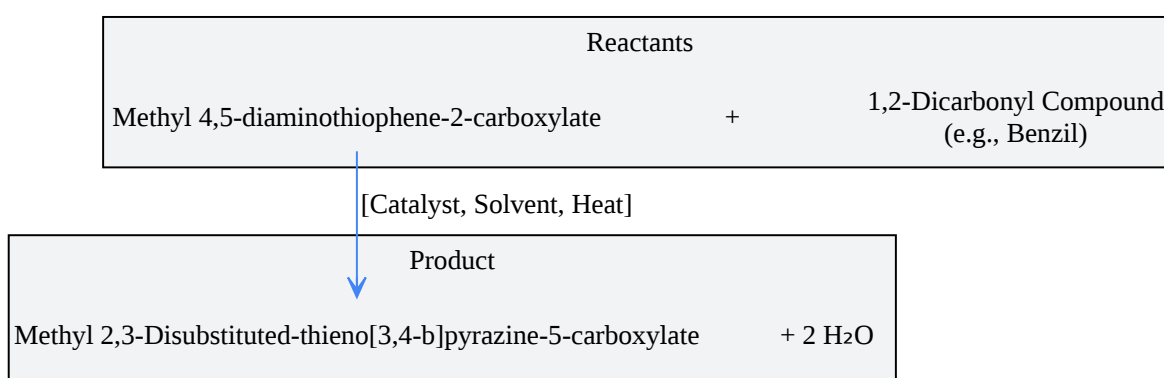 Reactants
Methyl 4,5-diaminothiophene-2-carboxylate + 1,2-Dicarbonyl Compound
(e.g., Benzil)
[Catalyst, Solvent, Heat]
Product
Methyl 2,3-Disubstituted-thieno[3,4-b]pyrazine-5-carboxylate + 2 H₂O